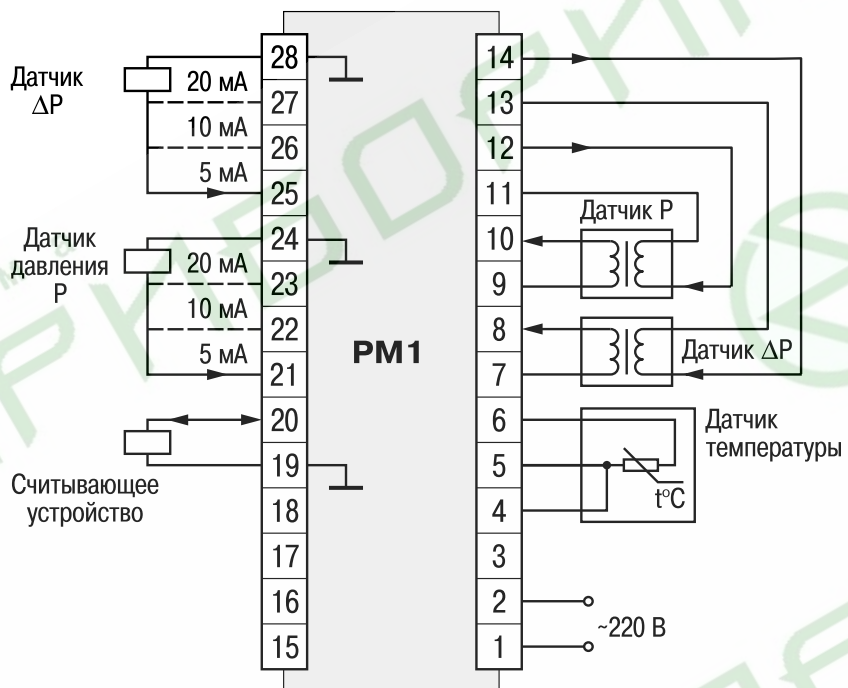 Датчик
ΔP
20 мА
10 мА
5 мА
28
27
26
25
Датчик
давления
P
20 мА
10 мА
5 мА
24
23
22
21
20
19
18
17
16
15
Считывающее
устройство
РМ1
14
13
12
11
10
9
8
7
6
5
4
3
2
1
Датчик P
Датчик ΔP
Датчик
температуры
t°C
~220 В